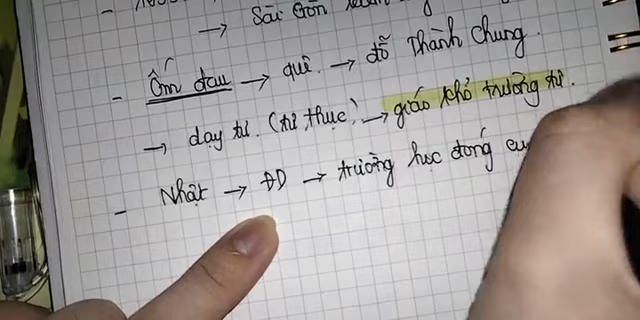 → Sài Gòn
- Ốm đau → quê → đỗ Thành Chung.
→ dạy tư. (tư thục) → giáo khổ trường tư.
- Nhật → ĐD → trường học đóng cử